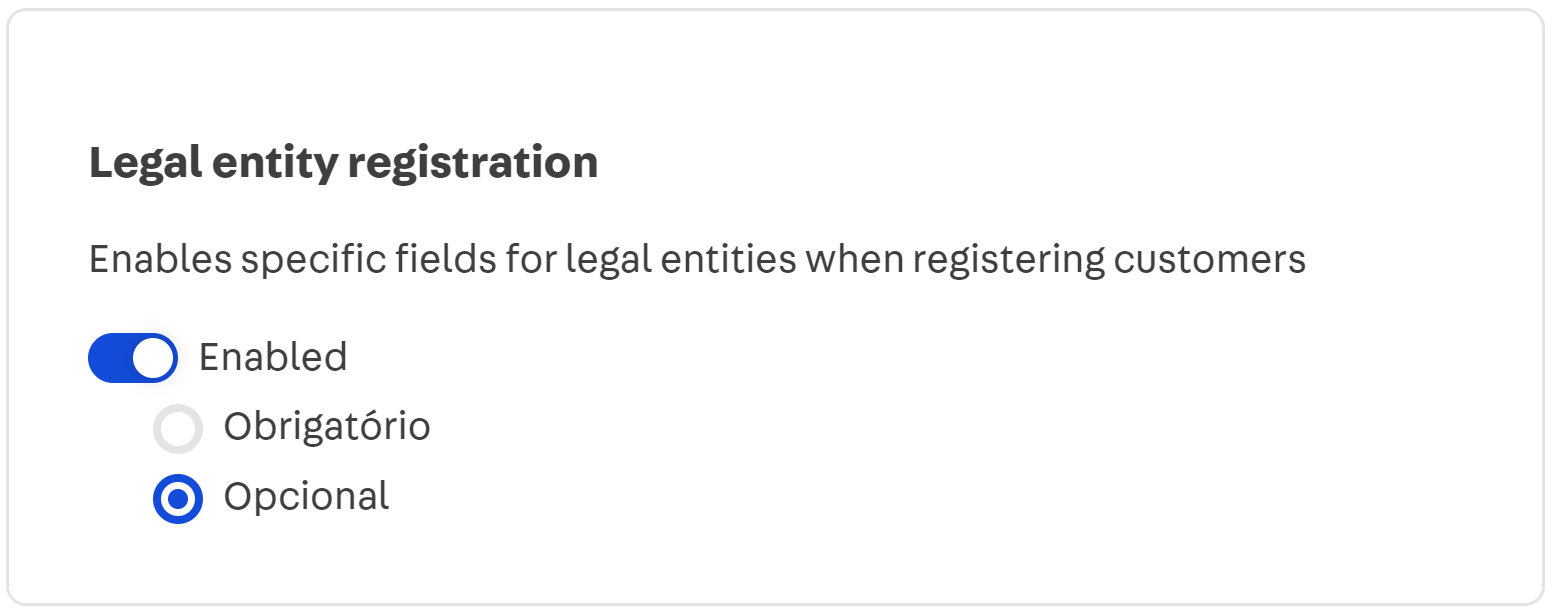 Legal entity registration
Enables specific fields for legal entities when registering customers
Enabled
Obrigatório
Opcional